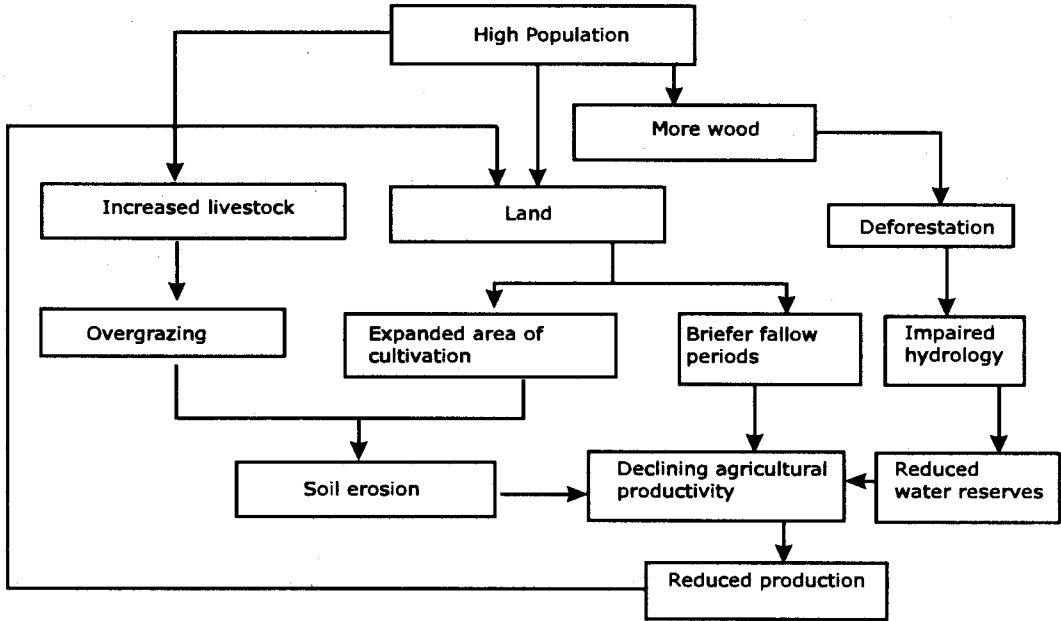 High Population
More wood
Increased livestock
Land
Deforestation
Overgrazing
Expanded area of
cultivation
Briefer fallow
periods
Impaired
hydrology
Soil erosion
Declining agricultural
productivity
Reduced
water reserves
Reduced production